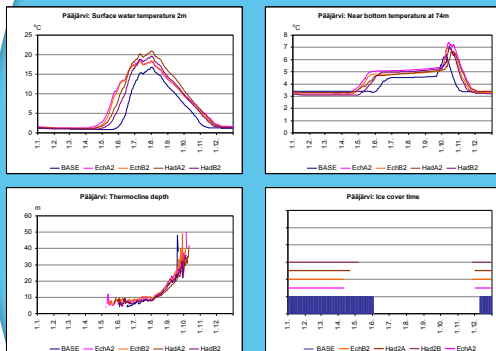 Pääjärvi: Surface water temperature 2m
°C
25
20
15
10
5
0
1.1. 1.2. 1.3. 1.4. 1.5. 1.6. 1.7. 1.8. 1.9. 1.10. 1.11. 1.12.
BASE EchA2 EchB2 HadA2 HadB2
Pääjärvi: Near bottom temperature at 74m
°C
8
7
6
5
4
3
2
1
0
1.1. 1.2. 1.3. 1.4. 1.5. 1.6. 1.7. 1.8. 1.9. 1.10. 1.11. 1.12.
BASE EchA2 EchB2 HadA2 HadB2
Pääjärvi: Thermocline depth
m
60
50
40
30
20
10
0
1.1. 1.2. 1.3. 1.4. 1.5. 1.6. 1.7. 1.8. 1.9. 1.10. 1.11. 1.12.
BASE EchA2 EchB2 HadA2 HadB2
Pääjärvi: Ice cover time
1.1. 1.2. 1.3. 1.4. 1.5. 1.6. 1.7. 1.8. 1.9. 1.10. 1.11. 1.12.
BASE EchB2 Had2A Had2B EchA2